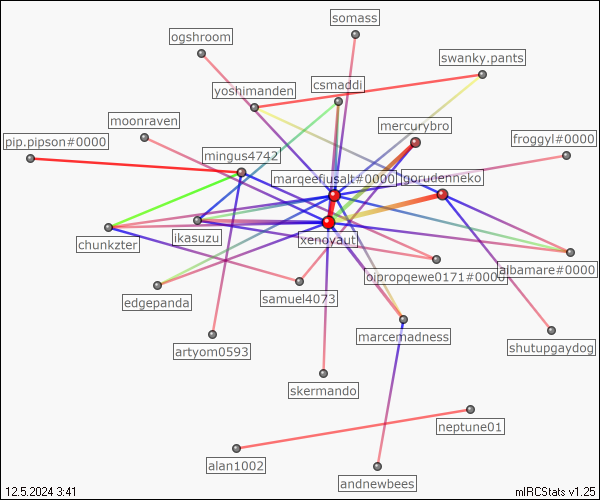 somass
ogshroom
swanky.pants
csmaddi
yoshimanden
moonraven
mercurybro
pip.pipson#0000
froggyl#0000
mingus4742
marqeefiusalt#0000
gorudenneko
xenoyaut
ikasuzu
chunkzter
oipropqewe0171#0000
albamare#0000
edgepanda
samuel4073
marcemadness
artyom0593
shutupgaydog
skermando
neptune01
alan1002
andnewbees
12.5.2024 3:41
mIRCStats v1.25